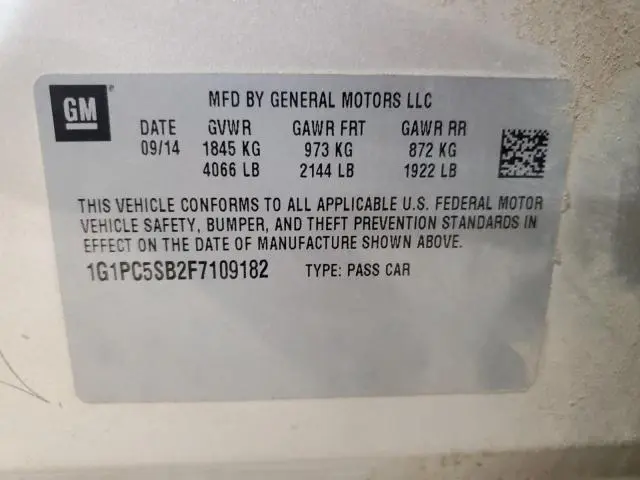 GM
MFD BY GENERAL MOTORS LLC
DATE GVWR GAWR FRT GAWR RR
09/14 1845 KG 973 KG 872 KG
4066 LB 2144 LB 1922 LB
THIS VEHICLE CONFORMS TO ALL APPLICABLE U.S. FEDERAL MOTOR
VEHICLE SAFETY, BUMPER, AND THEFT PREVENTION STANDARDS IN
EFFECT ON THE DATE OF MANUFACTURE SHOWN ABOVE.
1G1PC5SB2F7109182 TYPE: PASS CAR